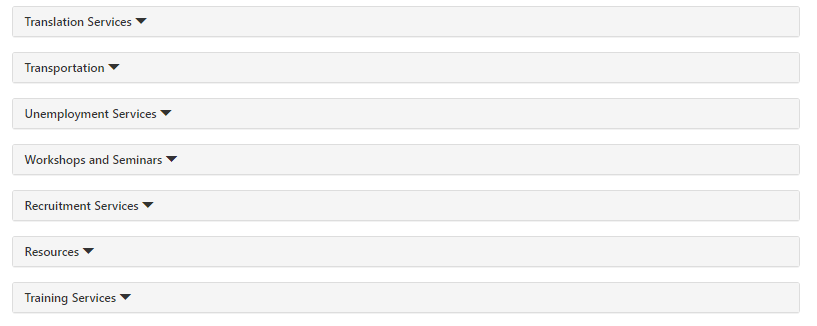 Translation Services
Transportation
Unemployment Services
Workshops and Seminars
Recruitment Services
Resources
Training Services